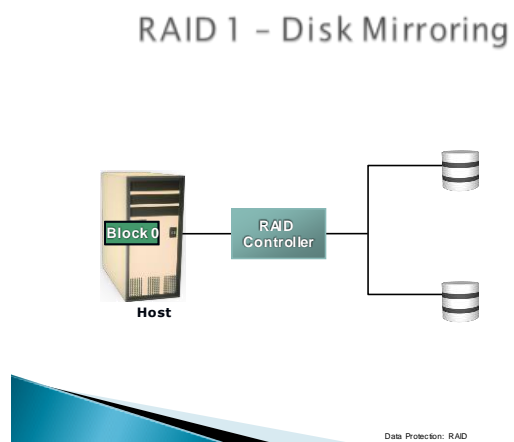 RAID 1 – Disk Mirroring
Block 0
RAID
Controller
Host
Data Protection: RAID